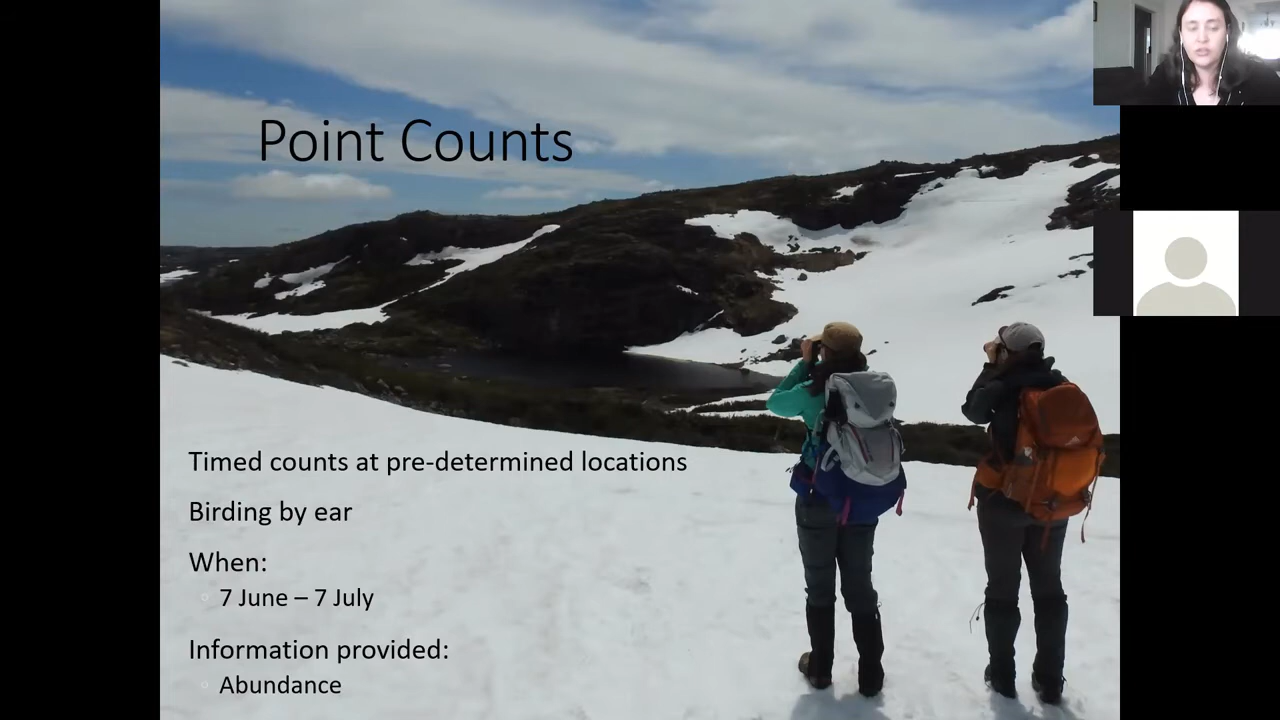 Point Counts
Timed counts at pre-determined locations
Birding by ear
When:
7 June – 7 July
Information provided:
Abundance